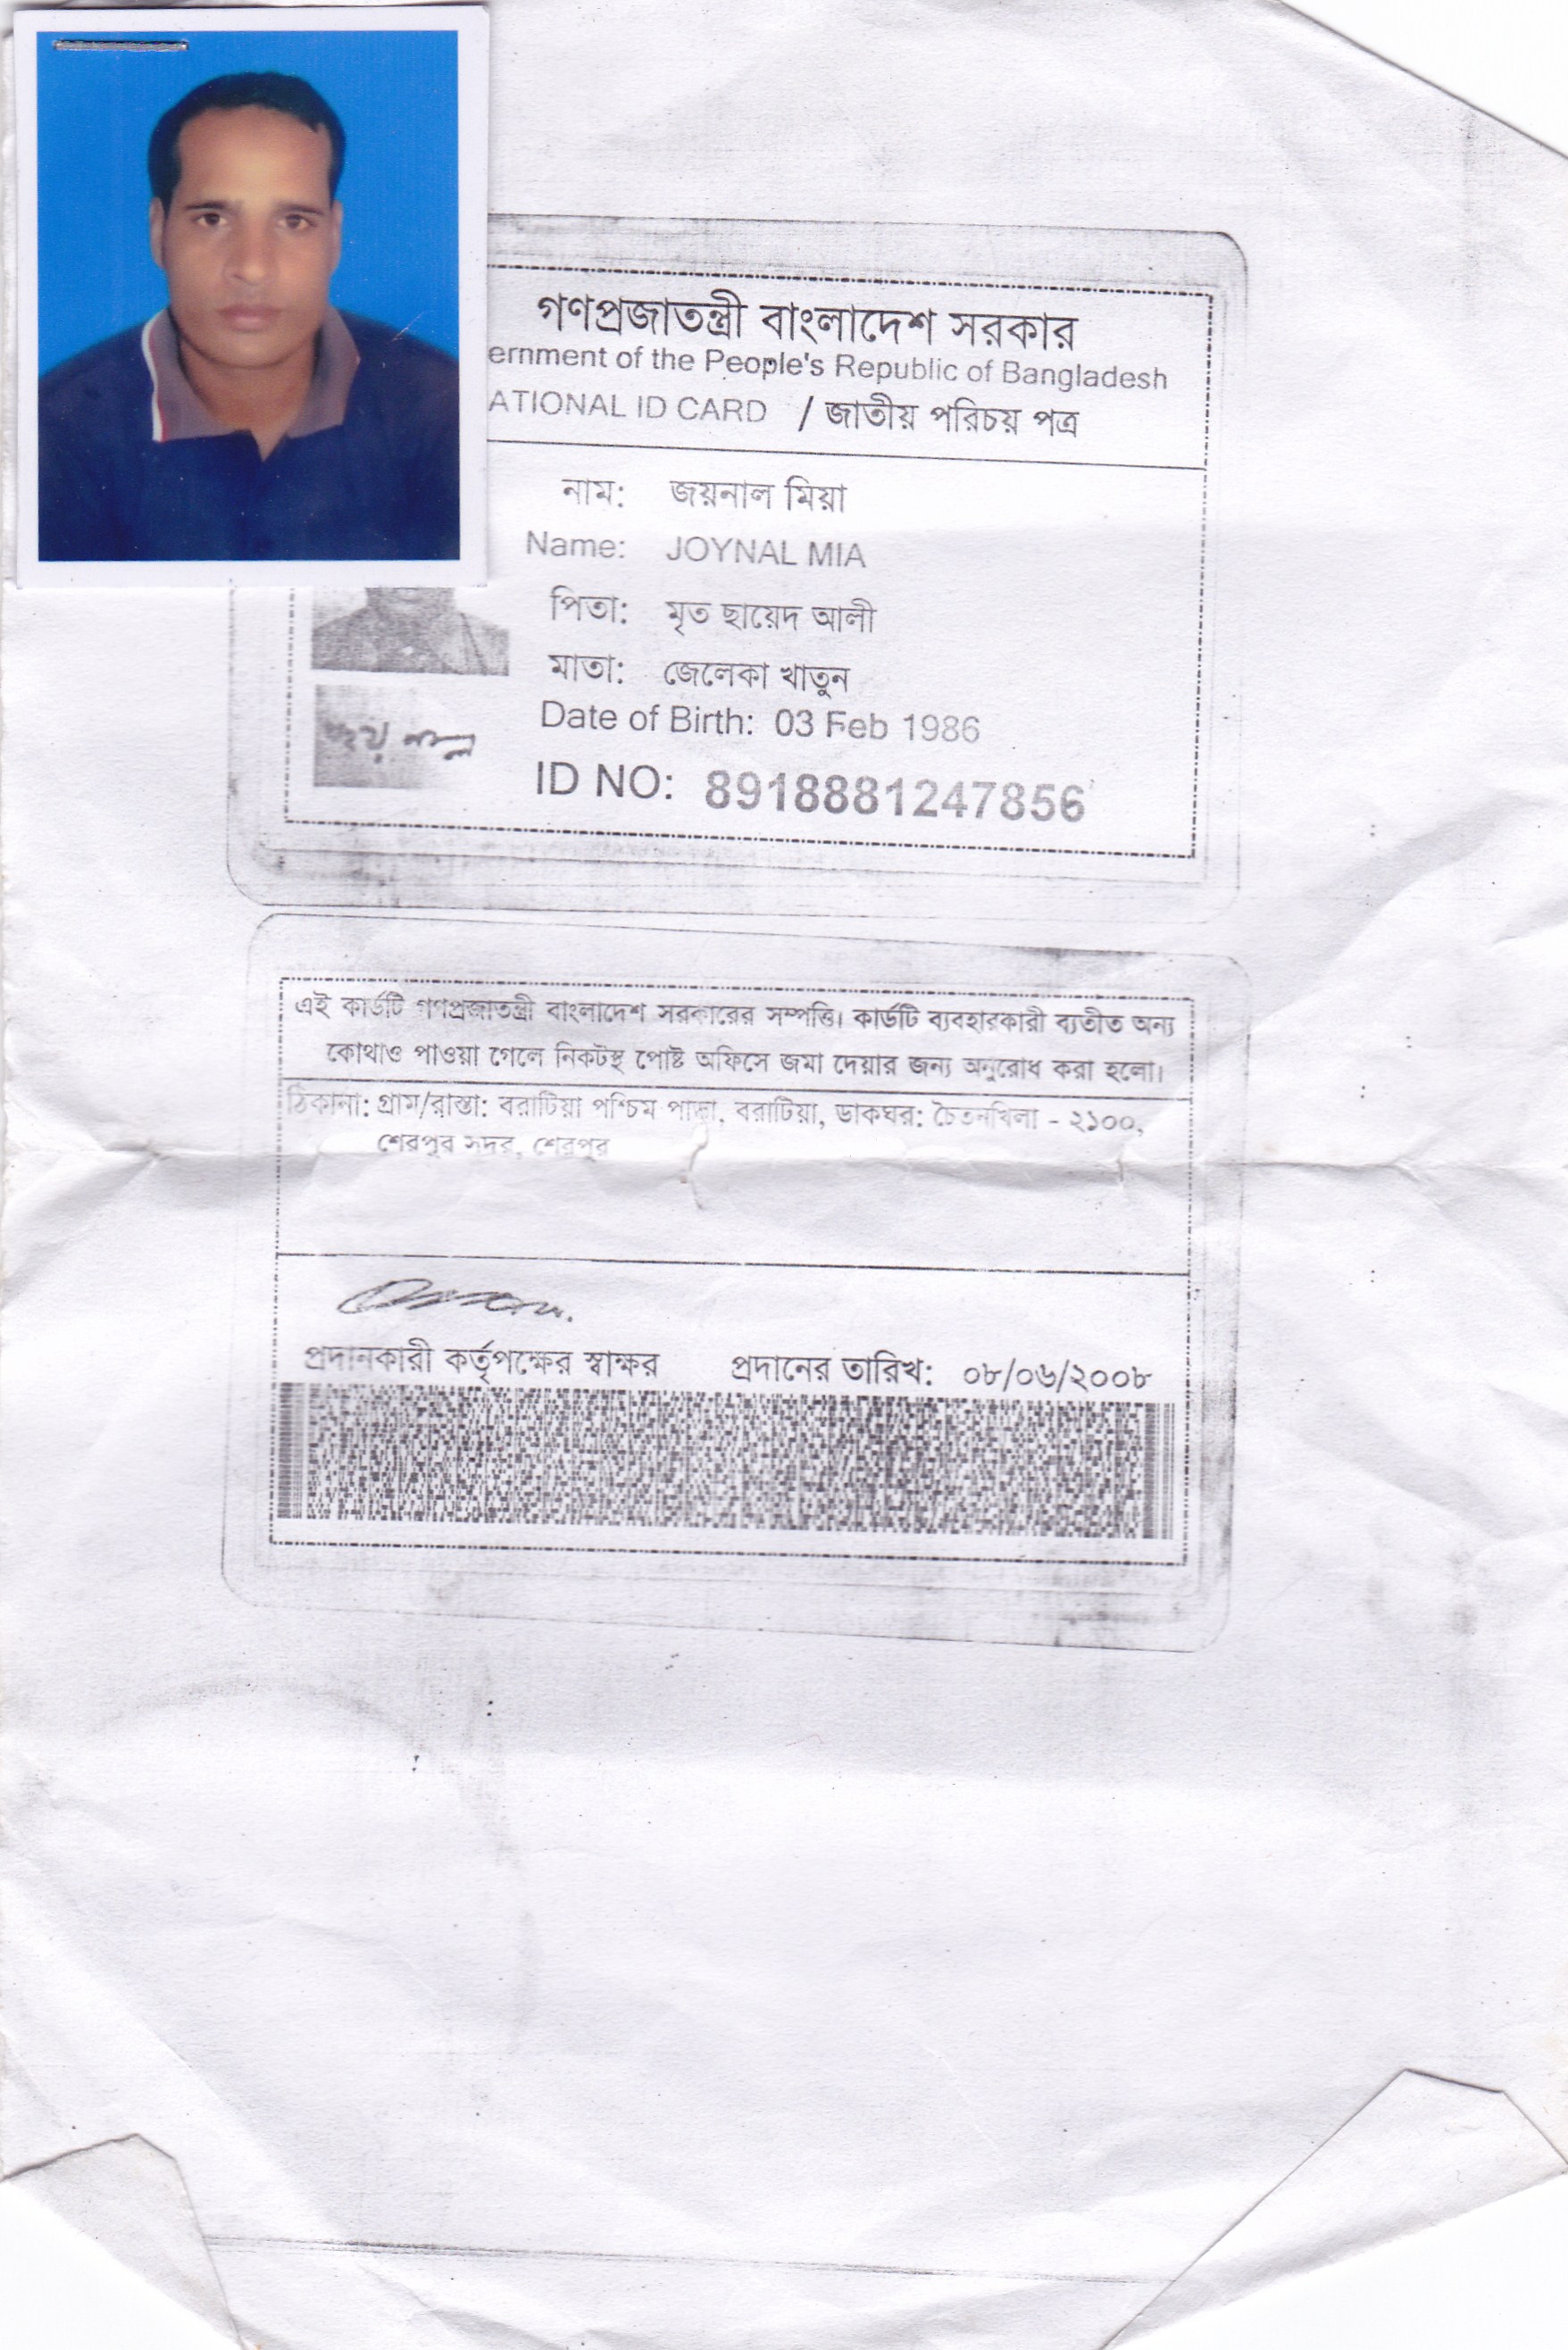 গণপ্রজাতন্ত্রী বাংলাদেশ সরকার
ernment of the People's Republic of Bangladesh
ATIONAL ID CARD / জাতীয় পরিচয় পত্র
নাম: জয়নাল মিয়া
Name: JOYNAL MIA
পিতা: মৃত ছায়েদ আলী
মাতা: জেলেকা খাতুন
Date of Birth: 03 Feb 1986
ID NO: 8918881247856
এই কার্ডটি গণপ্রজাতন্ত্রী বাংলাদেশ সরকারের সম্পত্তি। কার্ডটি ব্যবহারকারী ব্যতীত অন্য
কোথাও পাওয়া গেলে নিকটস্থ পোষ্ট অফিসে জমা দেয়ার জন্য অনুরোধ করা হলো।
ঠিকানা: গ্রাম/রাস্তা: বরাটিয়া পশ্চিম পাড়া, বরাটিয়া, ডাকঘর: চৈতনখিলা - ২১০০,
শেরপুর সদর, শেরপুর
প্রদানকারী কর্তৃপক্ষের স্বাক্ষর প্রদানের তারিখ: ০৮/০৬/২০০৮